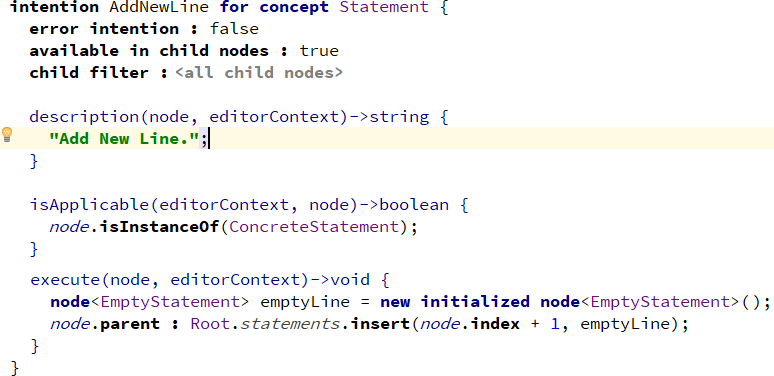 intention AddNewLine for concept Statement {
error intention : false
available in child nodes : true
child filter : <all child nodes>
description(node, editorContext)->string {
"Add New Line.";
}
isApplicable(editorContext, node)->boolean {
node.isInstanceOf(ConcreteStatement);
}
execute(node, editorContext)->void {
node<EmptyStatement> emptyLine = new initialized node<EmptyStatement>();
node.parent : Root.statements.insert(node.index + 1, emptyLine);
}
}